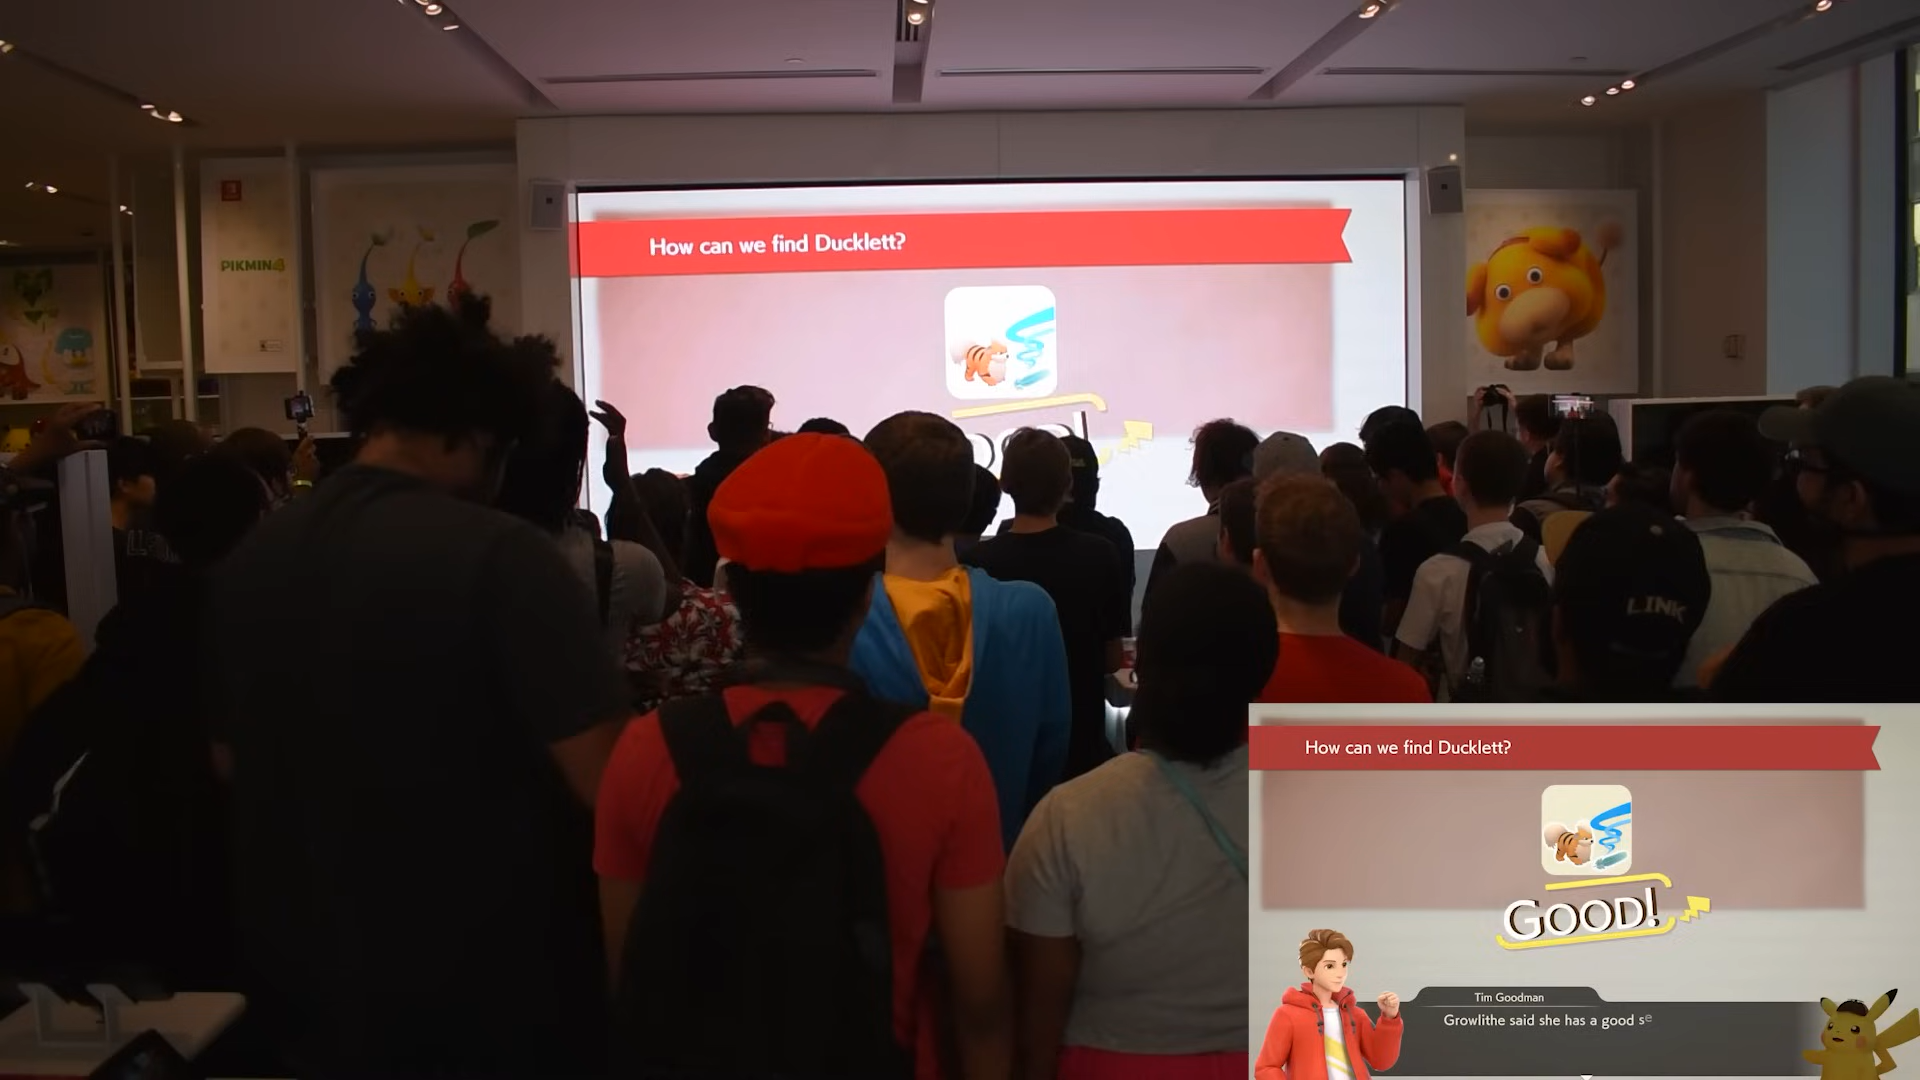 PIKMIN4
How can we find Ducklett?
LINK
How can we find Ducklett?
GOOD!
Tim Goodman
Growlithe said she has a good se